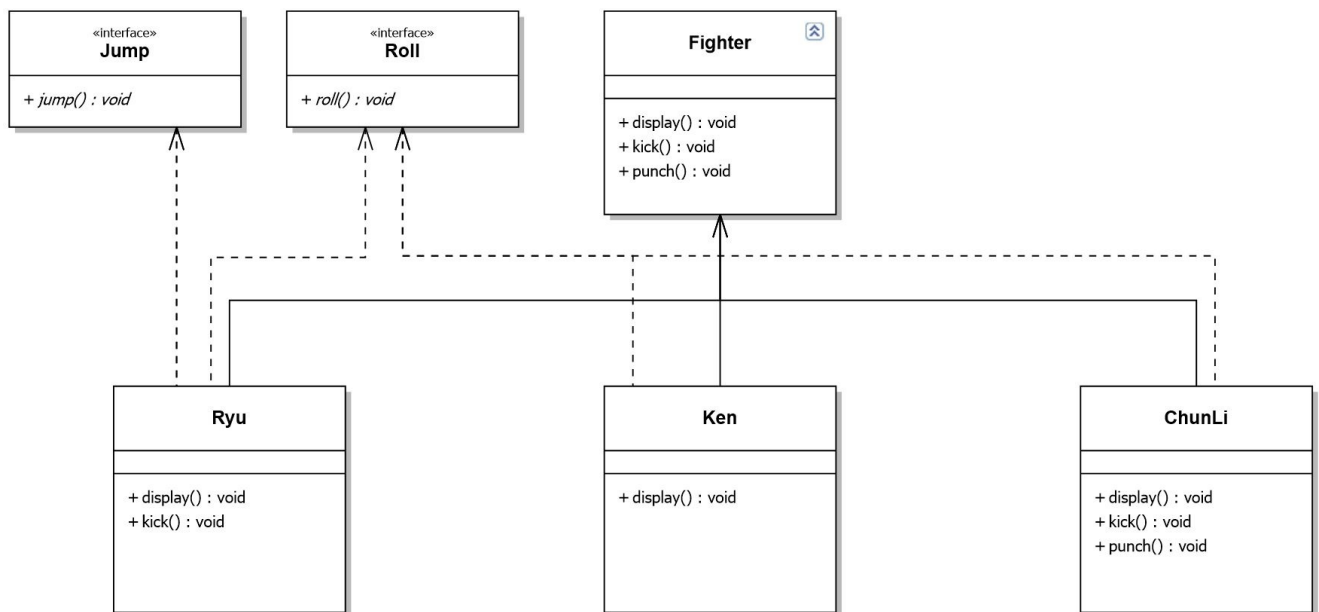 «interface»
Jump
+ jump() : void
«interface»
Roll
+ roll() : void
Fighter
+ display() : void
+ kick() : void
+ punch() : void
Ryu
+ display() : void
+ kick() : void
Ken
+ display() : void
ChunLi
+ display() : void
+ kick() : void
+ punch() : void